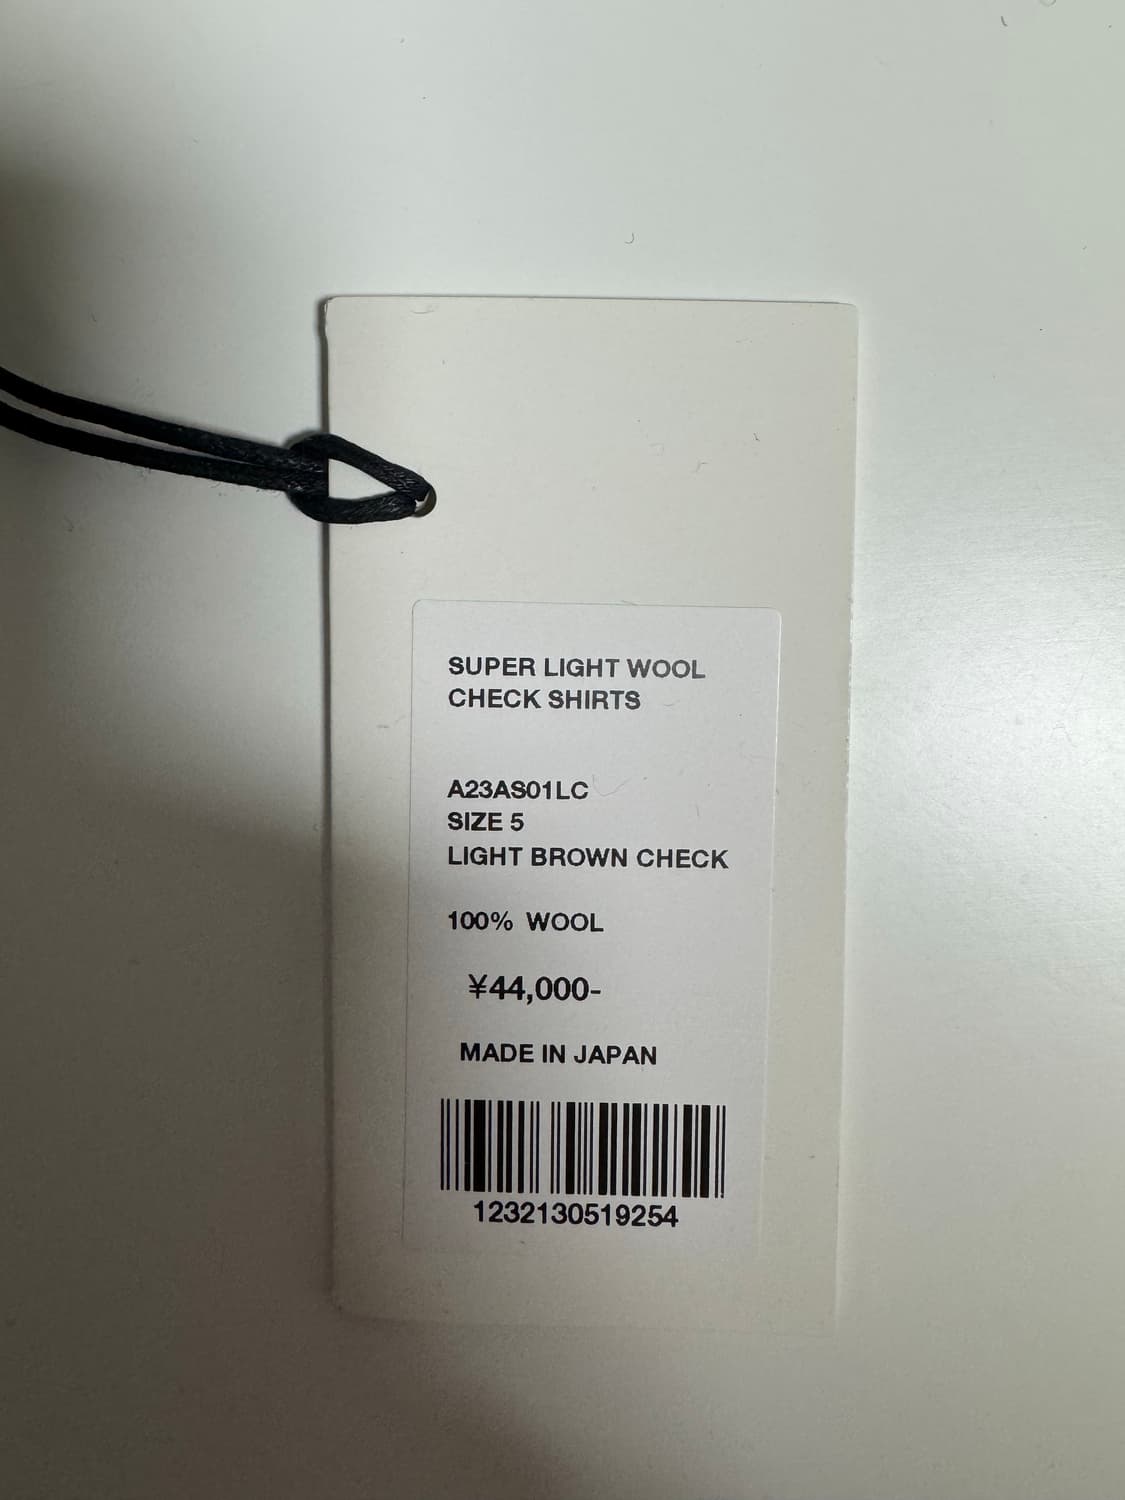 SUPER LIGHT WOOL
CHECK SHIRTS
A23AS01LC
SIZE 5
LIGHT BROWN CHECK
100% WOOL
¥44,000-
MADE IN JAPAN
1232130519254